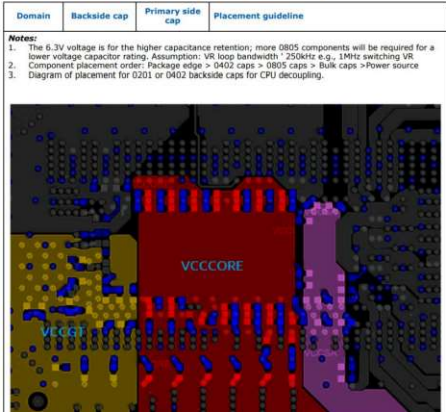 Domain Backside cap Primary side cap Placement guideline
Notes:
1. The 6.3V voltage is for the higher capacitance retention; more 0805 components will be required for a
lower voltage capacitor rating. Assumption: VR loop bandwidth ' 250kHz e.g., 1MHz switching VR
2. Component placement order: Package edge > 0402 caps > 0805 caps > Bulk caps >Power source
3. Diagram of placement for 0201 or 0402 backside caps for CPU decoupling.
VCCCORE
VCCGT